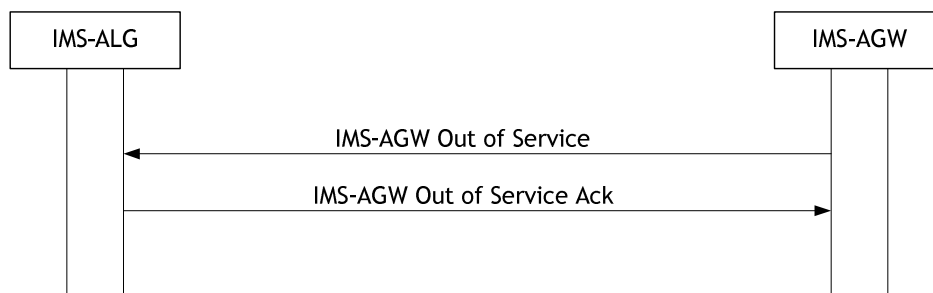 IMS-ALG
IMS-AGW
IMS-AGW Out of Service
IMS-AGW Out of Service Ack